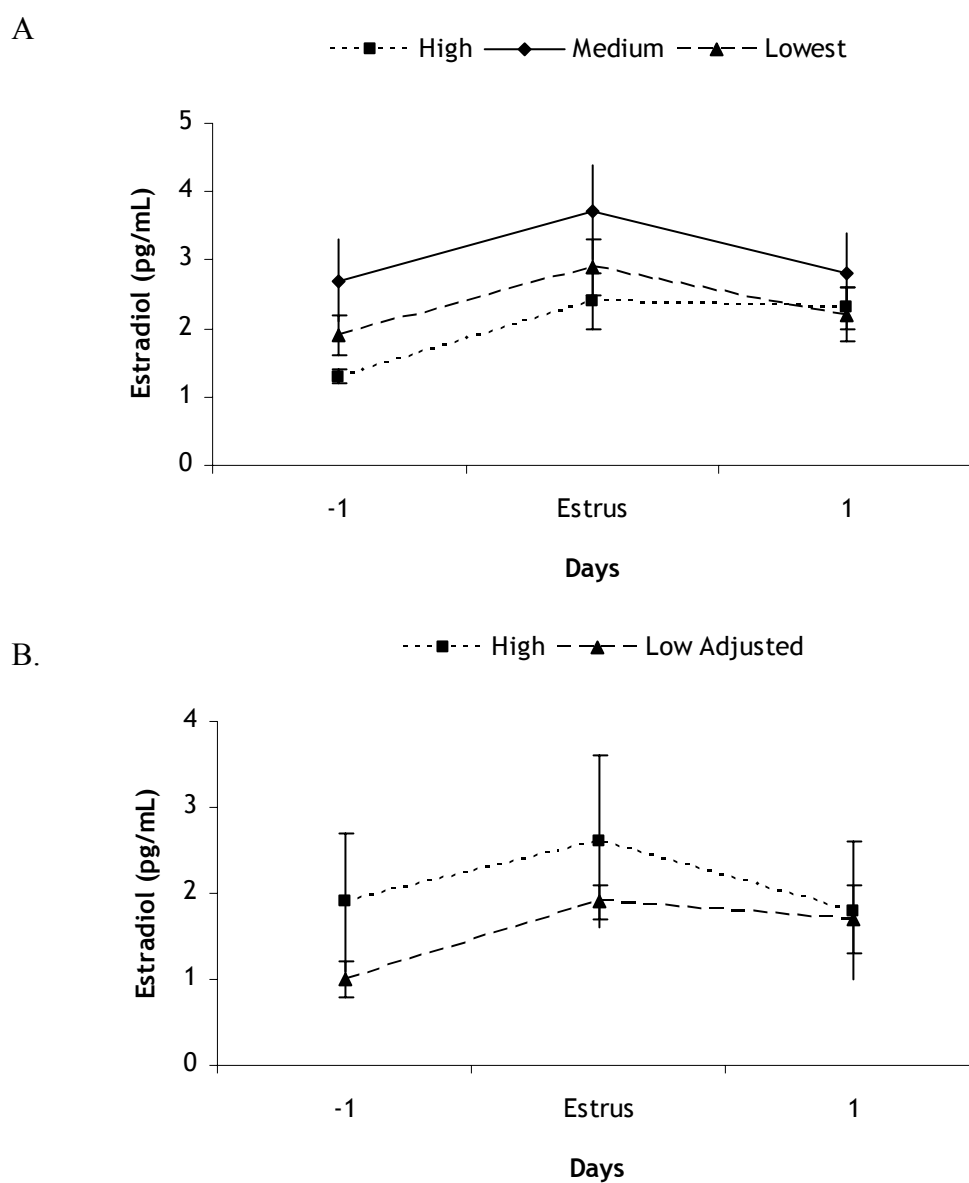 A
High Medium Lowest
5
4
3
2
1
0
Estradiol (pg/mL)
-1 Estrus 1
Days
B.
High Low Adjusted
4
3
2
1
0
Estradiol (pg/mL)
-1 Estrus 1
Days